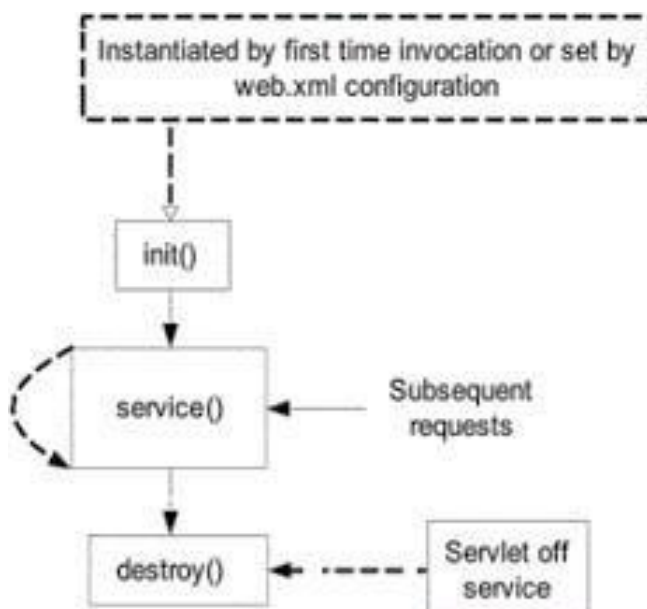 Instantiated by first time invocation or set by
web.xml configuration
init()
service()
Subsequent
requests
destroy()
Servlet off
service